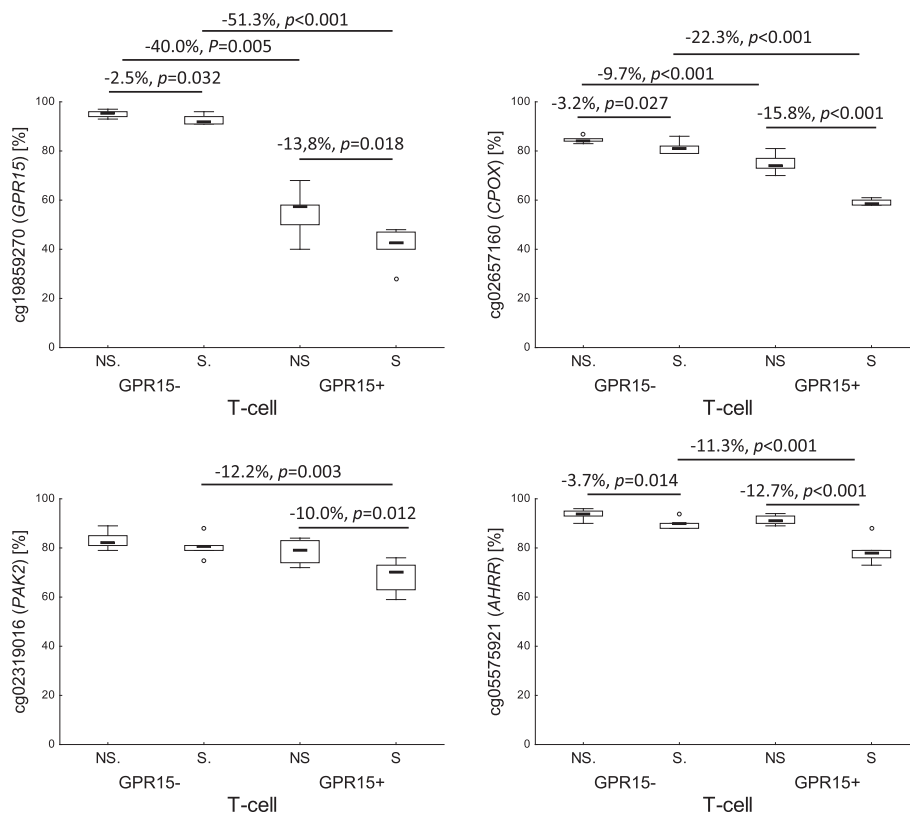 -51.3%, p<0.001
-40.0%, P=0.005
-2.5%, p=0.032
-13,8%, p=0.018
100
80
60
40
20
0
cg19859270 (GPR15) [%]
NS. S. NS S
GPR15- GPR15+
T-cell
-22.3%, p<0.001
-9.7%, p<0.001
-3.2%, p=0.027
-15.8%, p<0.001
100
80
60
40
20
0
cg02657160 (CPOX) [%]
NS. S. NS S
GPR15- GPR15+
T-cell
-12.2%, p=0.003
-10.0%, p=0.012
100
80
60
40
20
0
cg02319016 (PAK2) [%]
NS. S. NS S
GPR15- GPR15+
T-cell
-11.3%, p<0.001
-3.7%, p=0.014
-12.7%, p<0.001
100
80
60
40
20
0
cg05575921 (AHRR) [%]
NS. S. NS S
GPR15- GPR15+
T-cell